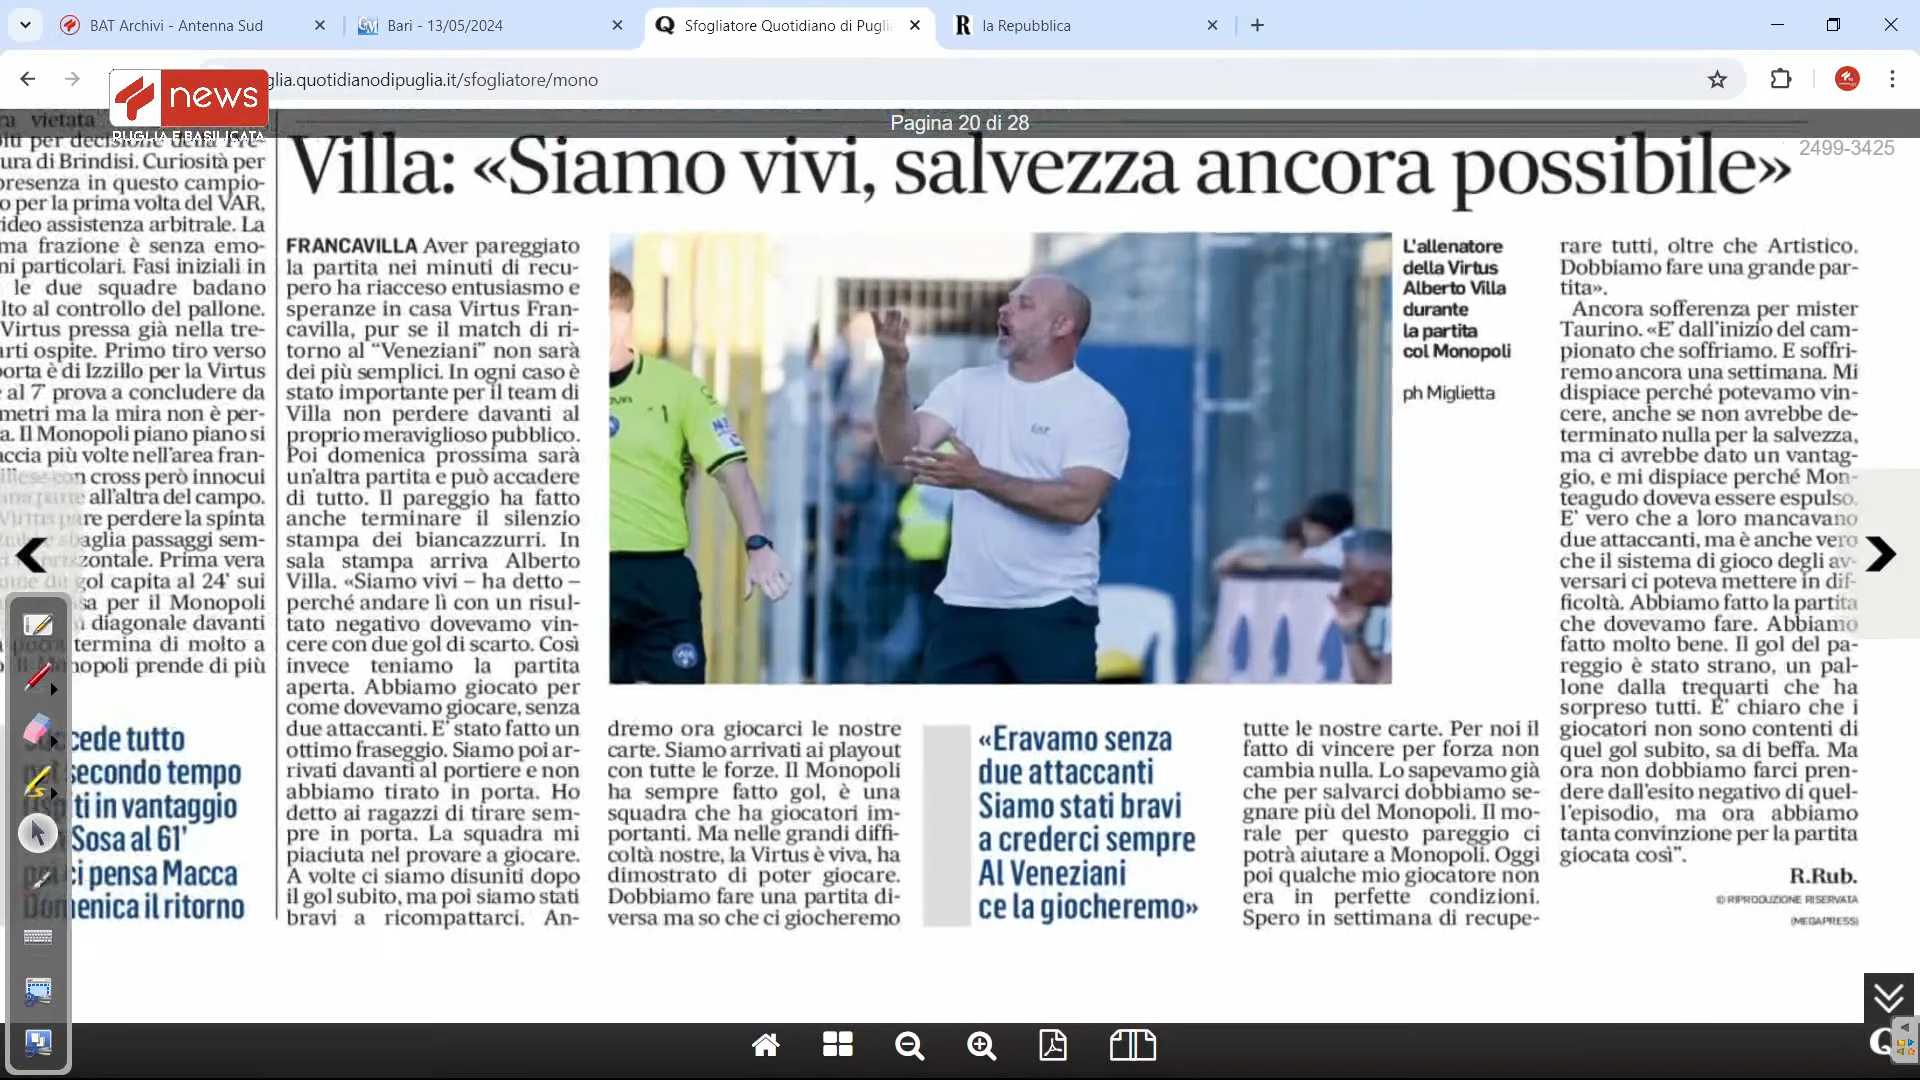 BAT Archivi - Antenna Sud
Bari - 13/05/2024
Sfogliatore Quotidiano di Pugli
la Repubblica
glia.quotidianodipuglia.it/sfogliatore/mono
news
PUGLIA E BASILICATA
Pagina 20 di 28
2499-3425
Villa: «Siamo vivi, salvezza ancora possibile»
ra vietata
iti per decisione della Pre-
ura di Brindisi. Curiosità per
presenza in questo campio-
o per la prima volta del VAR,
ideo assistenza arbitrale. La
ma frazione è senza emo-
ni particolari. Fasi iniziali in
le due squadre badano
lto al controllo del pallone.
Virtus pressa già nella tre-
arti ospite. Primo tiro verso
porta è di Izzillo per la Virtus
e al 7' prova a concludere da
metri ma la mira non è per-
a. Il Monopoli piano piano si
accia più volte nell'area fran-
illese con cross però innocui
una parte all'altra del campo.
Virtus pare perdere la spinta
sbaglia passaggi sem-
orizzontale. Prima vera
gol capita al 24' sui
sa per il Monopoli
diagonale davanti
termina di molto a
Monopoli prende di più
Succede tutto
nel secondo tempo
Ospiti in vantaggio
Sosa al 61'
poi ci pensa Macca
Domenica il ritorno
FRANCAVILLA Aver pareggiato
la partita nei minuti di recu-
pero ha riacceso entusiasmo e
speranze in casa Virtus Fran-
cavilla, pur se il match di ri-
torno al “Veneziani” non sarà
dei più semplici. In ogni caso è
stato importante per il team di
Villa non perdere davanti al
proprio meraviglioso pubblico.
Poi domenica prossima sarà
un'altra partita e può accadere
di tutto. Il pareggio ha fatto
anche terminare il silenzio
stampa dei biancazzurri. In
sala stampa arriva Alberto
Villa. «Siamo vivi – ha detto –
perché andare lì con un risul-
tato negativo dovevamo vin-
cere con due gol di scarto. Così
invece teniamo la partita
aperta. Abbiamo giocato per
come dovevamo giocare, senza
due attaccanti. E' stato fatto un
ottimo fraseggio. Siamo poi ar-
rivati davanti al portiere e non
abbiamo tirato in porta. Ho
detto ai ragazzi di tirare sem-
pre in porta. La squadra mi
piaciuta nel provare a giocare.
A volte ci siamo disuniti dopo
il gol subito, ma poi siamo stati
bravi a ricompattarci. An-
dremo ora giocarci le nostre
carte. Siamo arrivati ai playout
con tutte le forze. Il Monopoli
ha sempre fatto gol, è una
squadra che ha giocatori im-
portanti. Ma nelle grandi diffi-
coltà nostre, la Virtus è viva, ha
dimostrato di poter giocare.
Dobbiamo fare una partita di-
versa ma so che ci giocheremo
«Eravamo senza
due attaccanti
Siamo stati bravi
a crederci sempre
Al Veneziani
ce la giocheremo»
tutte le nostre carte. Per noi il
fatto di vincere per forza non
cambia nulla. Lo sapevamo già
che per salvarci dobbiamo se-
gnare più del Monopoli. Il mo-
rale per questo pareggio ci
potrà aiutare a Monopoli. Oggi
poi qualche mio giocatore non
era in perfette condizioni.
Spero in settimana di recupe-
L'allenatore
della Virtus
Alberto Villa
durante
la partita
col Monopoli
ph Miglietta
rare tutti, oltre che Artistico.
Dobbiamo fare una grande par-
tita».
Ancora sofferenza per mister
Taurino. «E' dall'inizio del cam-
pionato che soffriamo. E soffri-
remo ancora una settimana. Mi
dispiace perché potevamo vin-
cere, anche se non avrebbe de-
terminato nulla per la salvezza,
ma ci avrebbe dato un vantag-
gio, e mi dispiace perché Mon-
teagudo doveva essere espulso.
E' vero che a loro mancavano
due attaccanti, ma è anche vero
che il sistema di gioco degli av-
versari ci poteva mettere in dif-
ficoltà. Abbiamo fatto la partita
che dovevamo fare. Abbiamo
fatto molto bene. Il gol del pa-
reggio è stato strano, un pal-
lone dalla trequarti che ha
sorpreso tutti. E' chiaro che i
giocatori non sono contenti di
quel gol subito, sa di beffa. Ma
ora non dobbiamo farci pren-
dere dall'esito negativo di quel-
l'episodio, ma ora abbiamo
tanta convinzione per la partita
giocata così”.
R.Rub.
© RIPRODUZIONE RISERVATA
(MEGAPRESS)